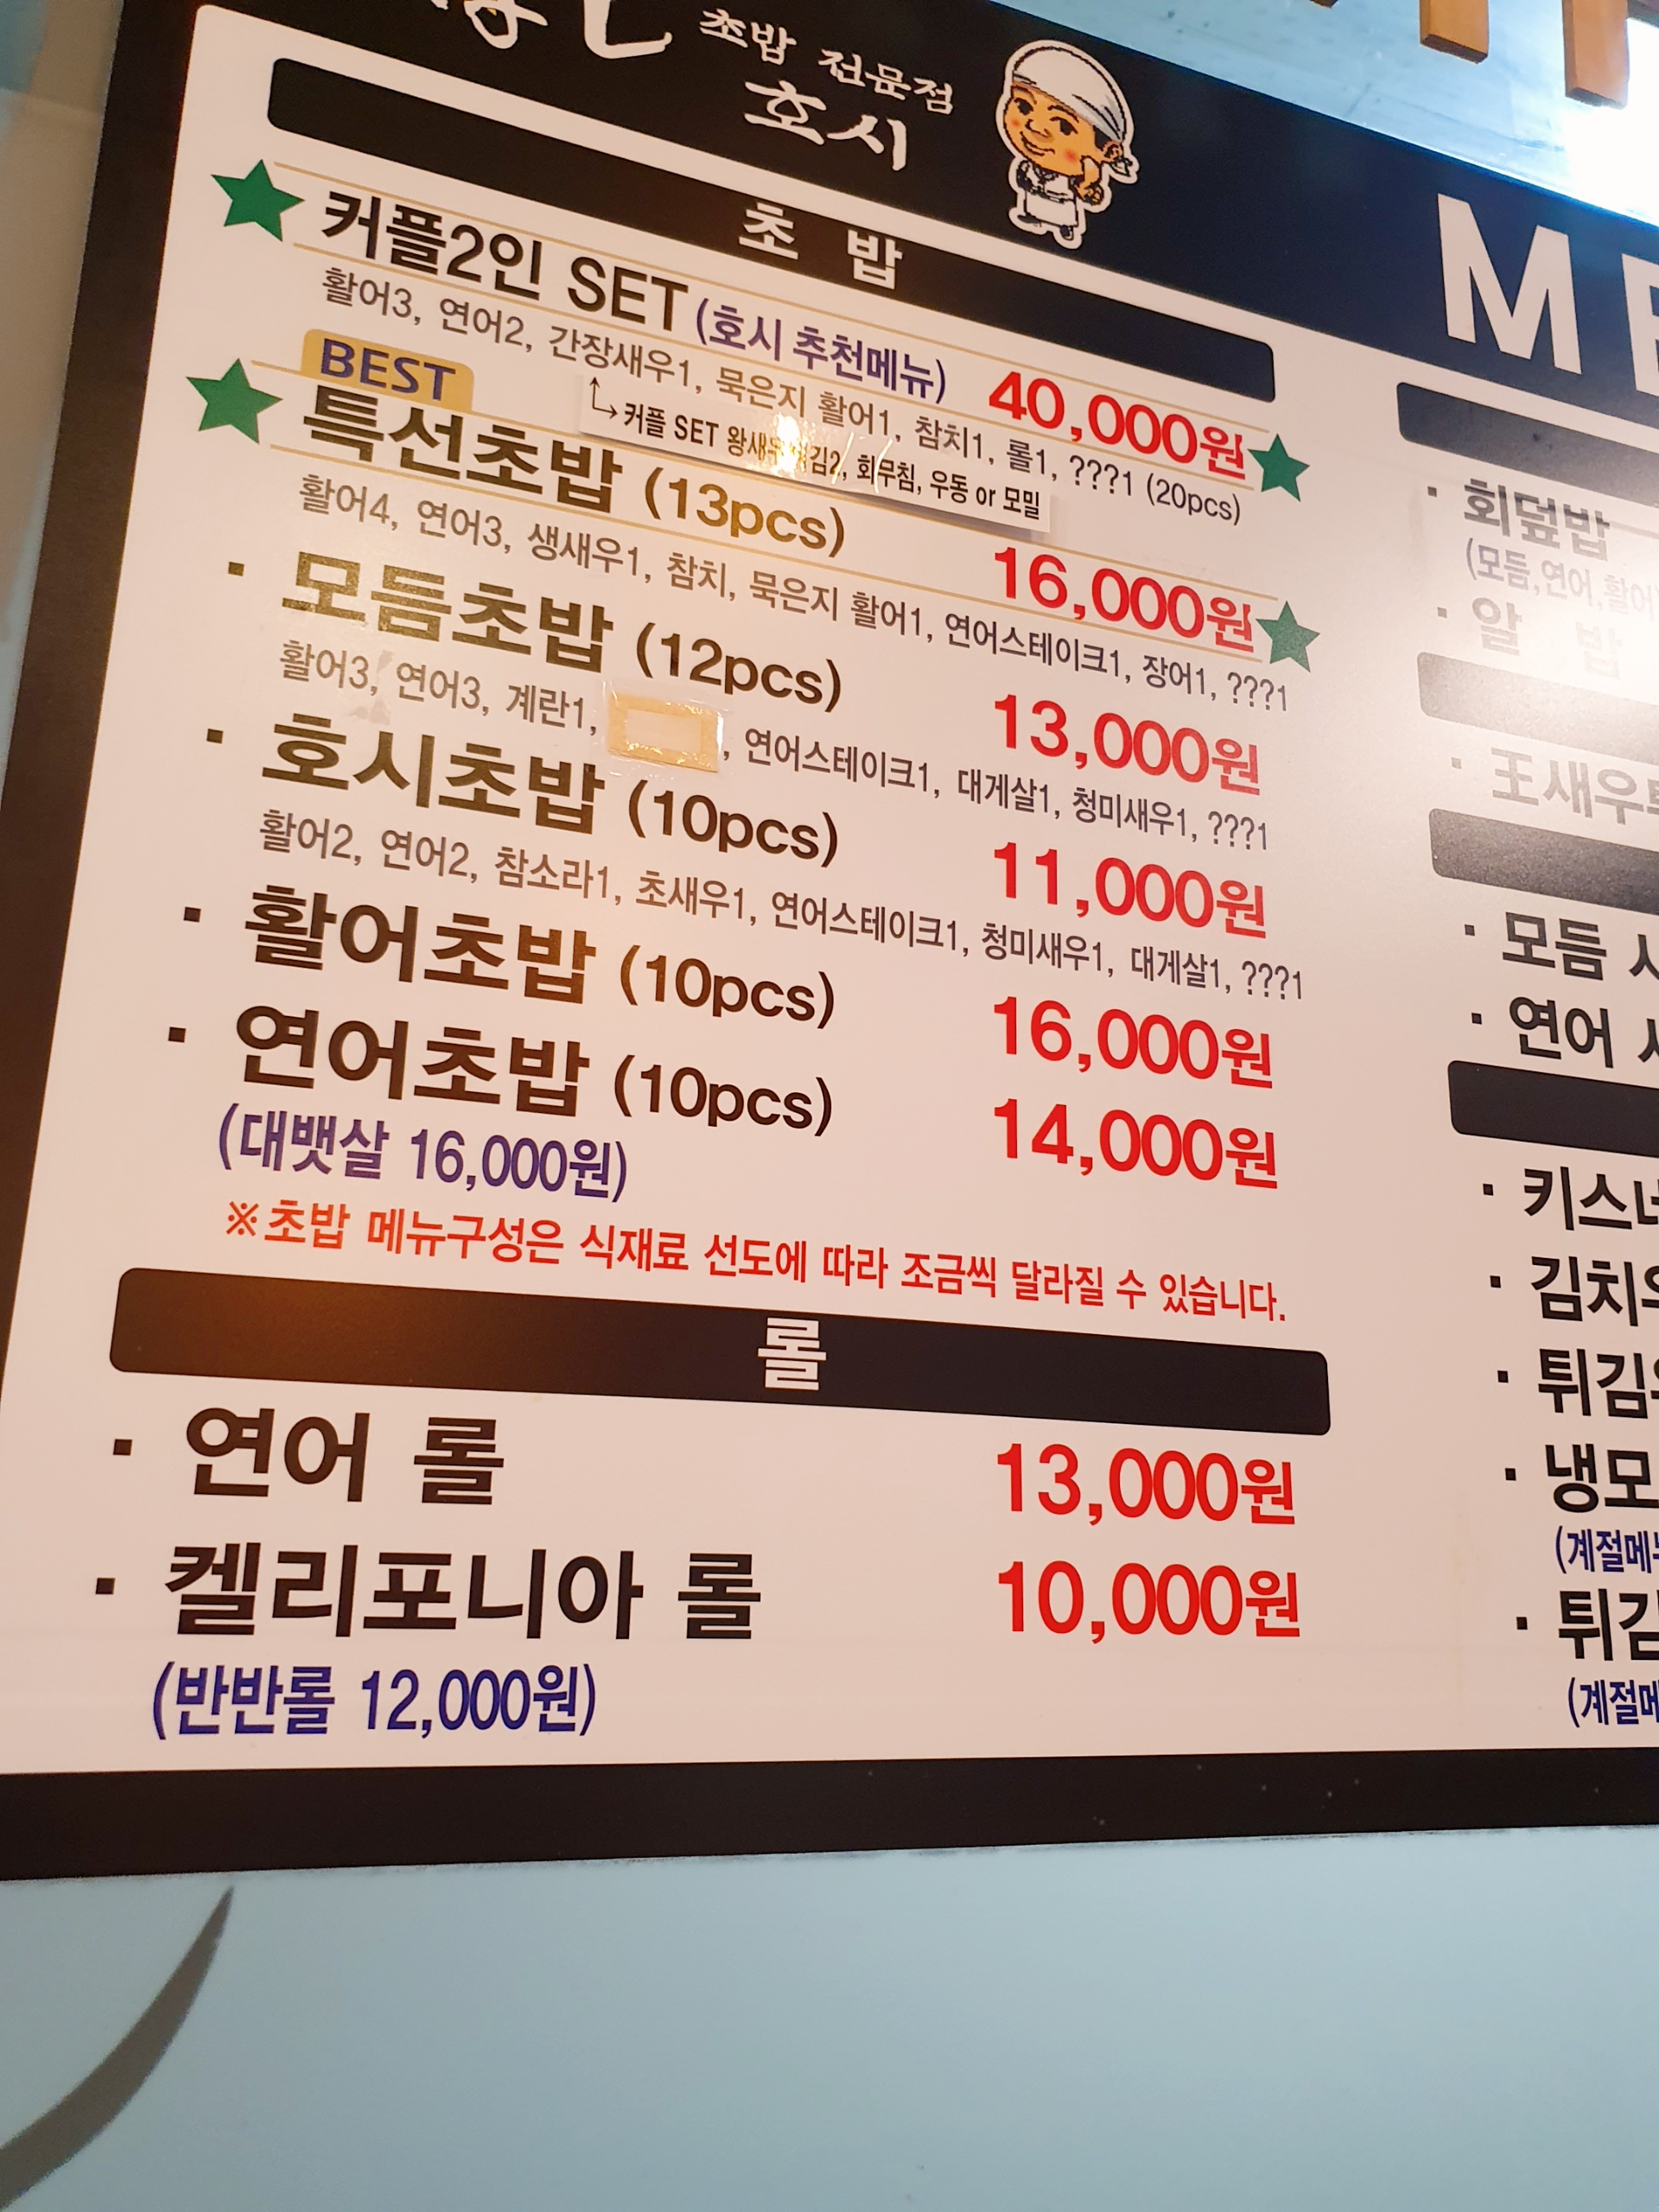 초밥 전문점
호시
초 밥
커플2인 SET (호시 추천메뉴) 40,000원
활어3, 연어2, 간장새우1, 묵은지 활어1, 참치1, 롤1, ???1 (20pcs)
커플 SET 왕새우튀김2, 회무침, 우동 or 모밀
BEST
특선초밥 (13pcs) 16,000원
활어4, 연어3, 생새우1, 참치, 묵은지 활어1, 연어스테이크1, 장어1, ???1
· 모듬초밥 (12pcs) 13,000원
활어3, 연어3, 계란1, , 연어스테이크1, 대게살1, 청미새우1, ???1
· 호시초밥 (10pcs) 11,000원
활어2, 연어2, 참소라1, 초새우1, 연어스테이크1, 청미새우1, 대게살1, ???1
· 활어초밥 (10pcs) 16,000원
· 연어초밥 (10pcs) 14,000원
(대뱃살 16,000원)
※초밥 메뉴구성은 식재료 선도에 따라 조금씩 달라질 수 있습니다.
롤
· 연어 롤 13,000원
· 켈리포니아 롤 10,000원
(반반롤 12,000원)
M
· 회덮밥
(모듬,연어,활어
· 알 밥
· 王새우
· 모듬
· 연어
· 키스
· 김치
· 튀김
· 냉모
(계절메
· 튀김
(계절메